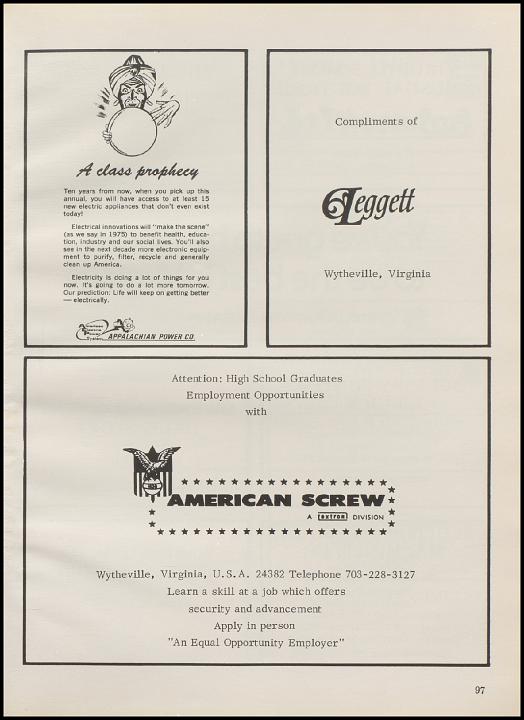 A class prophecy
Ten years from now, when you pick up this
annual, you will have access to at least 15
new electric appliances that don't even exist
today!
Electrical innovations will "make the scene"
(as we say in 1975) to benefit health, educa-
tion, industry and our social lives. You'll also
see in the next decade more electronic equip-
ment to purify, filter, recycle and generally
clean up America.
Electricity is doing a lot of things for you
now. It's going to do a lot more tomorrow.
Our prediction: Life will keep on getting better
— electrically.
American
Electric
Power
System
APPALACHIAN POWER CO.
Compliments of
Leggett
Wytheville, Virginia
Attention: High School Graduates
Employment Opportunities
with
AMERICAN SCREW
A textron DIVISION
Wytheville, Virginia, U.S.A. 24382 Telephone 703-228-3127
Learn a skill at a job which offers
security and advancement
Apply in person
"An Equal Opportunity Employer"
97